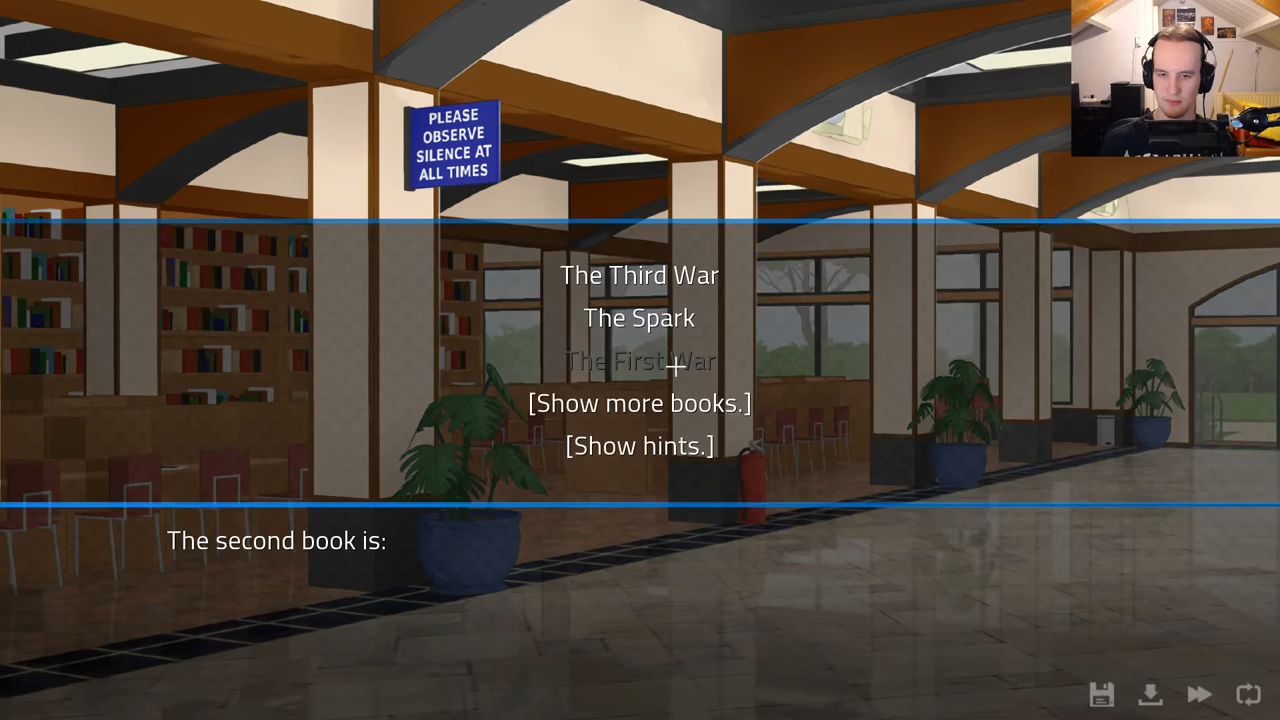 PLEASE
OBSERVE
SILENCE AT
ALL TIMES
The Third War
The Spark
The First War
[Show more books.]
[Show hints.]
The second book is: